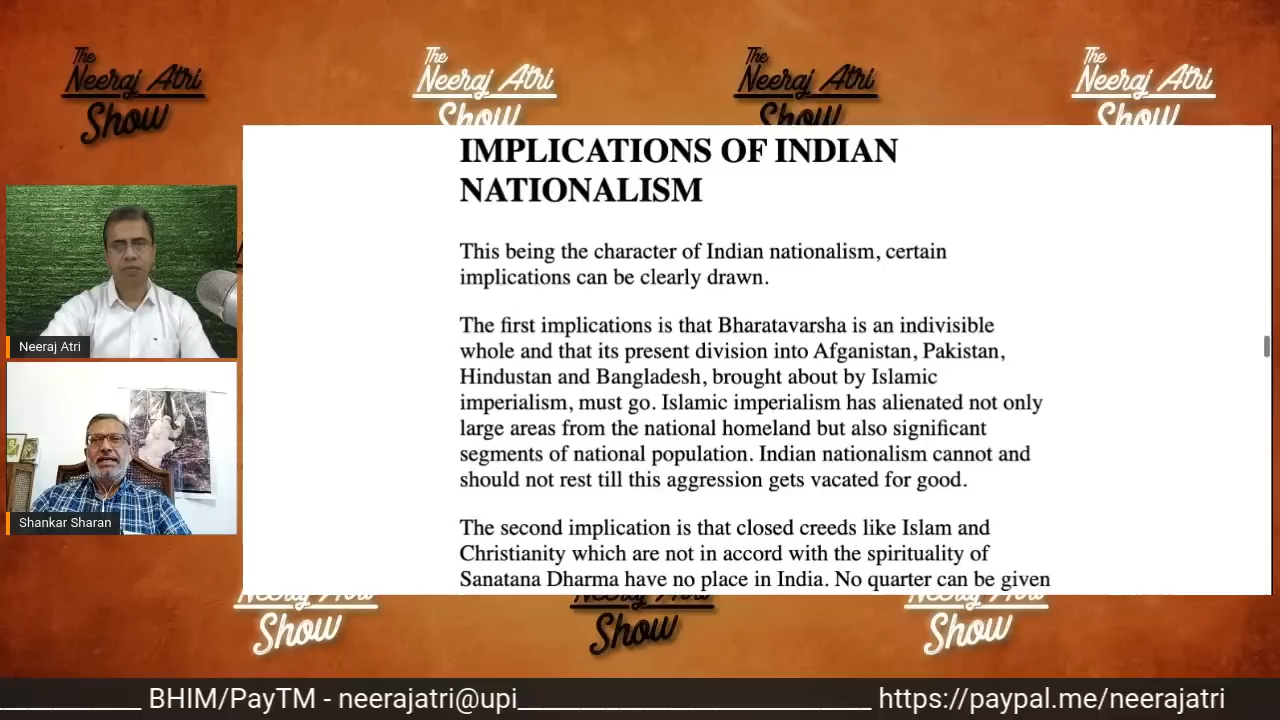 The
Neeraj Atri
Show
The
Neeraj Atri
Show
The
Neeraj Atri
Show
The
Neeraj Atri
Show
IMPLICATIONS OF INDIAN
NATIONALISM
This being the character of Indian nationalism, certain
implications can be clearly drawn.
The first implications is that Bharatavarsha is an indivisible
whole and that its present division into Afganistan, Pakistan,
Hindustan and Bangladesh, brought about by Islamic
imperialism, must go. Islamic imperialism has alienated not only
large areas from the national homeland but also significant
segments of national population. Indian nationalism cannot and
should not rest till this aggression gets vacated for good.
The second implication is that closed creeds like Islam and
Christianity which are not in accord with the spirituality of
Sanatana Dharma have no place in India. No quarter can be given
Neeraj Atri
Shankar Sharan
Neeraj Atri
Show
Neeraj Atri
Show
Neeraj Atri
Show
BHIM/PayTM - neerajatri@upi https://paypal.me/neerajatri